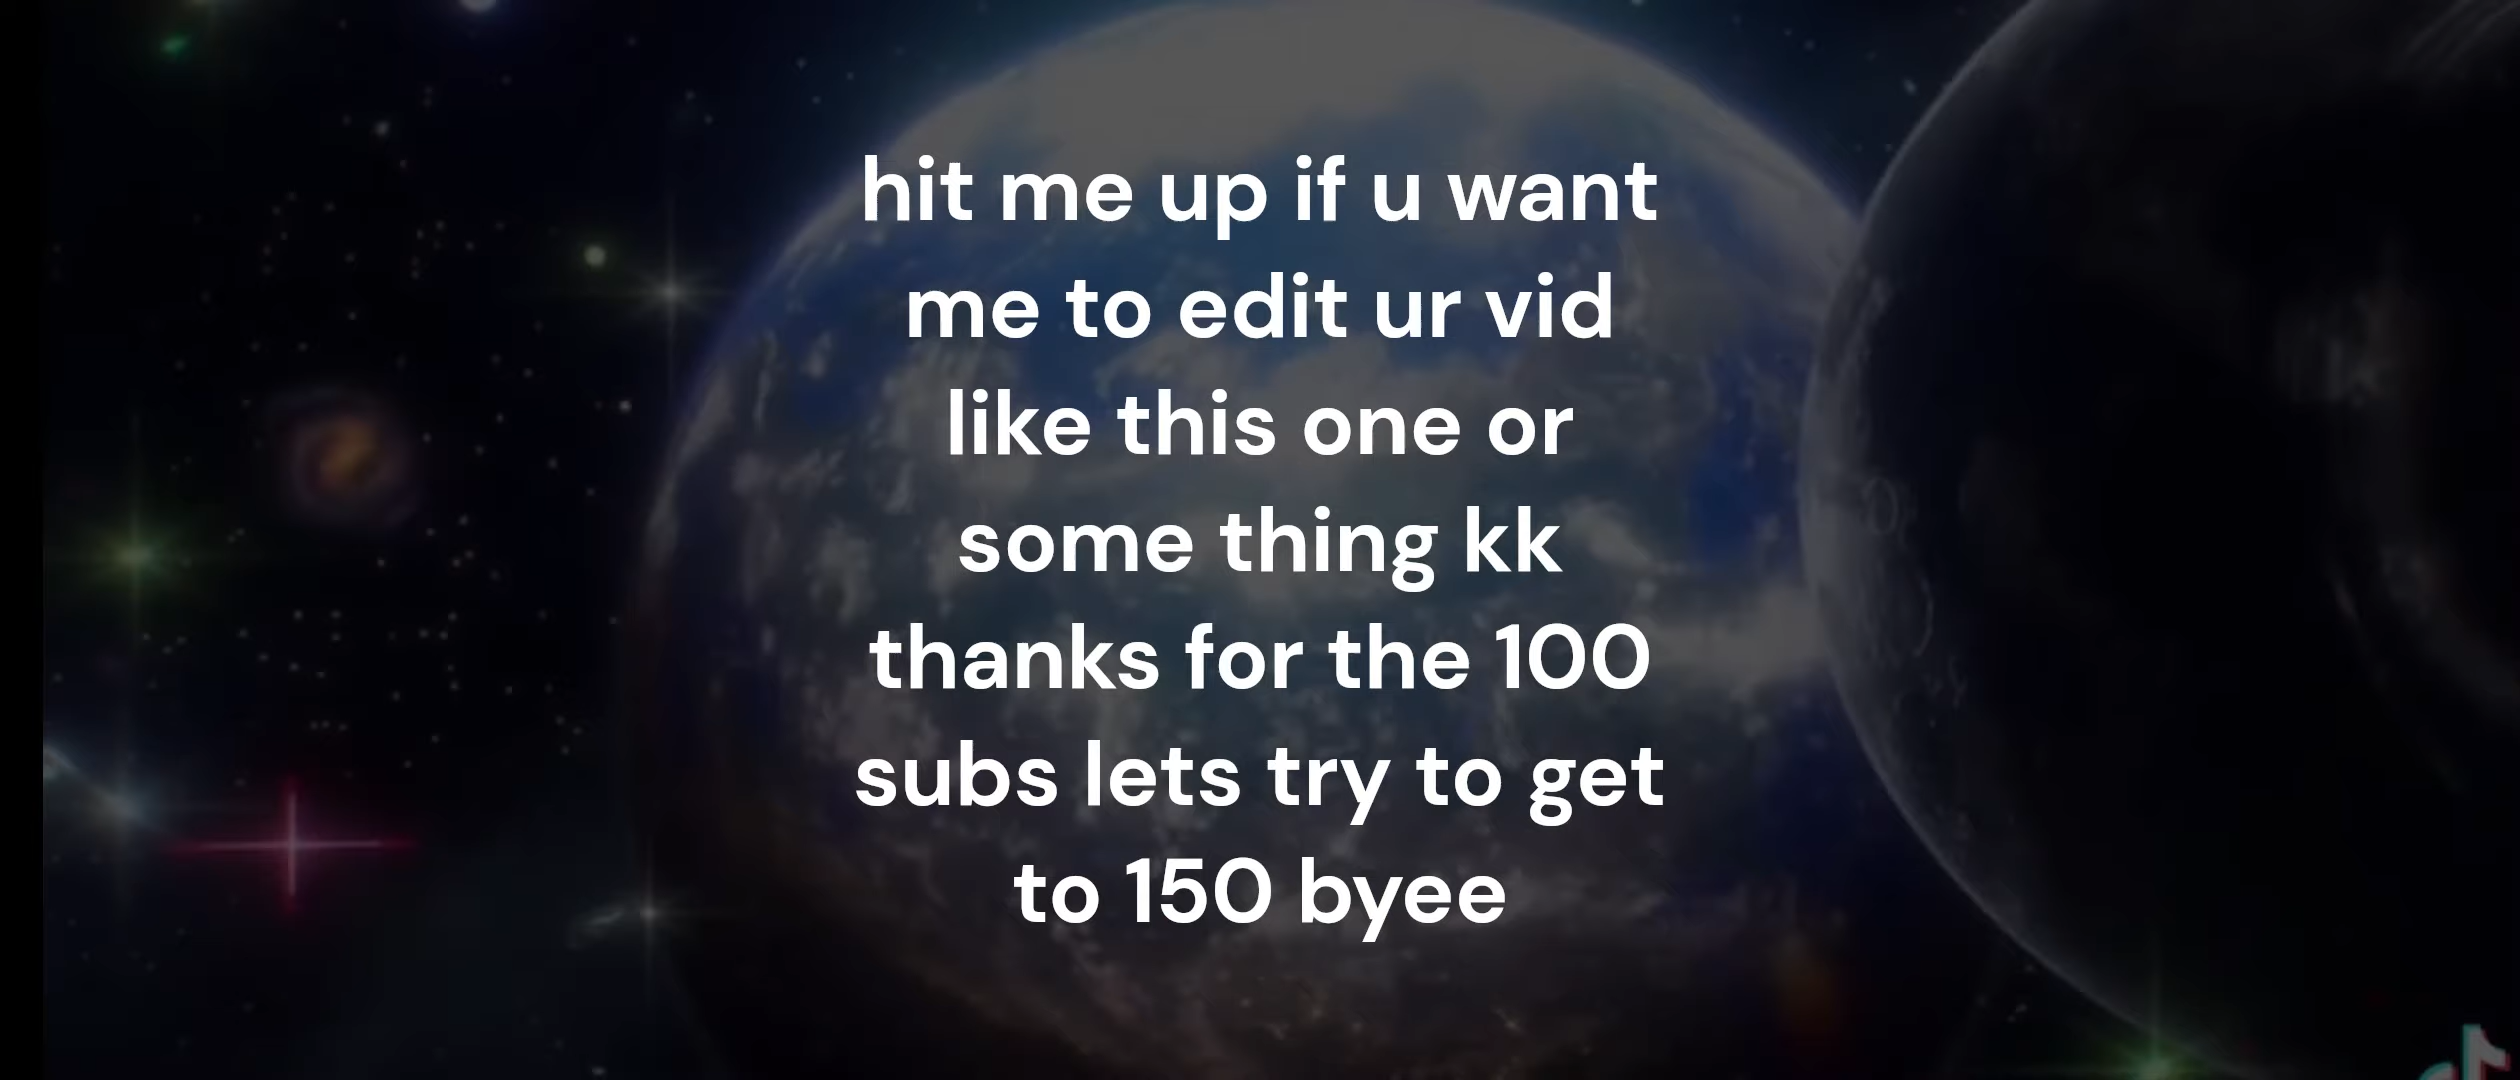 hit me up if u want
me to edit ur vid
like this one or
some thing kk
thanks for the 100
subs lets try to get
to 150 byee